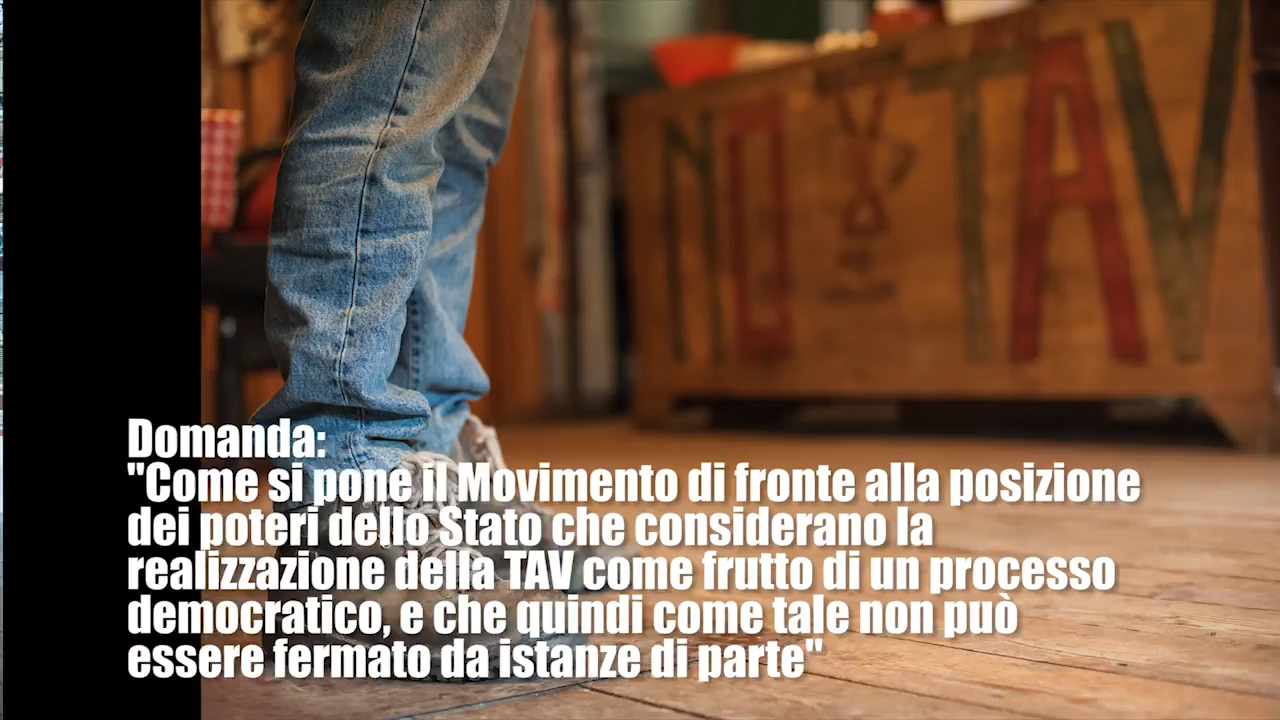 NO TAV
Domanda:
"Come si pone il Movimento di fronte alla posizione
dei poteri dello Stato che considerano la
realizzazione della TAV come frutto di un processo
democratico, e che quindi come tale non può
essere fermato da istanze di parte"